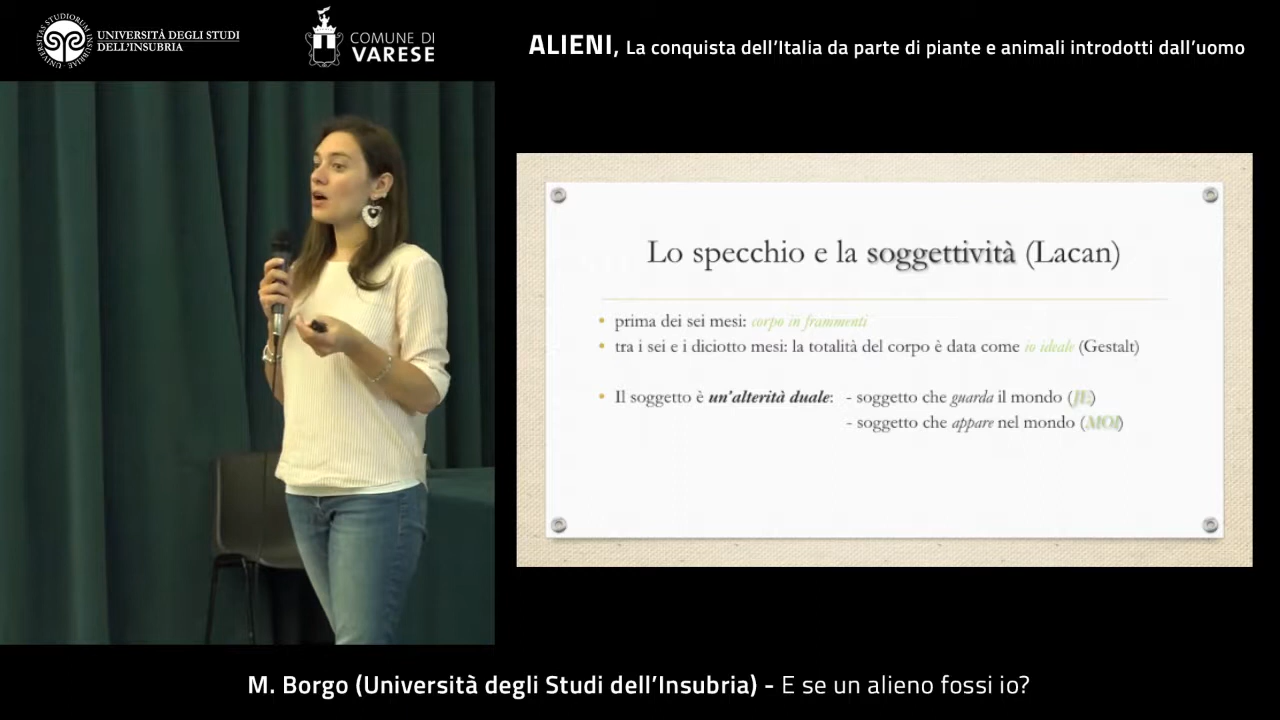 UNIVERSITÀ DEGLI STUDI
DELL'INSUBRIA
COMUNE DI
VARESE
ALIENI, La conquista dell'Italia da parte di piante e animali introdotti dall'uomo
Lo specchio e la soggettività (Lacan)
• prima dei sei mesi: corpo in frammenti
• tra i sei e i diciotto mesi: la totalità del corpo è data come io ideale (Gestalt)
• Il soggetto è un'alterità duale: - soggetto che guarda il mondo (JE)
- soggetto che appare nel mondo (MOI)
M. Borgo (Università degli Studi dell'Insubria) - E se un alieno fossi io?